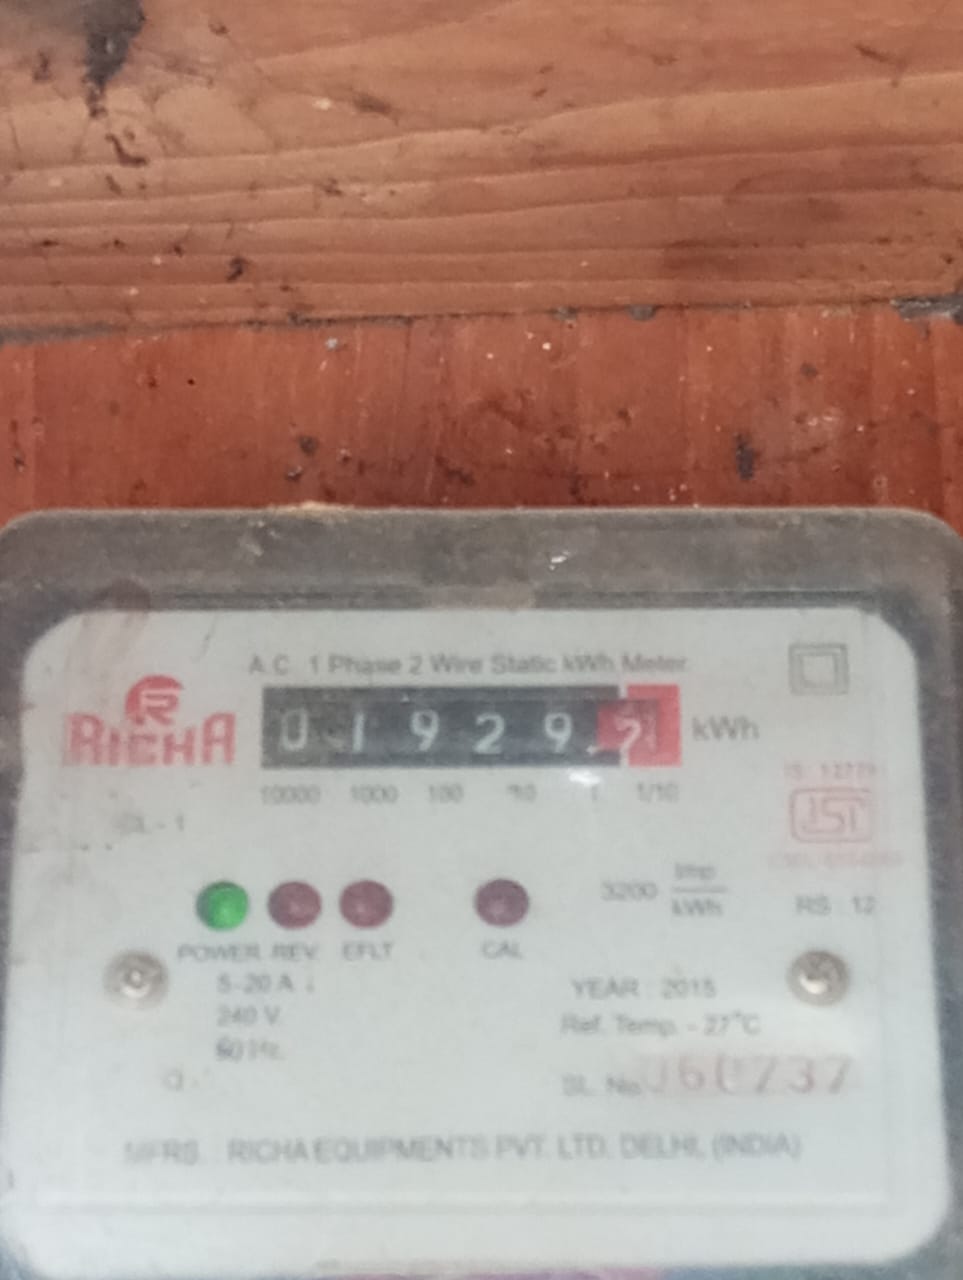 A.C. 1 Phase 2 Wire Static kWh Meter
RICHA
0 1 9 2 9 . 7 kWh
10000 1000 100 10 1 1/10
CL - 1
ISI
3200 Imp/kWh RS : 12
POWER REV EFLT CAL
5-20 A
240 V
50 Hz.
YEAR : 2015
Ref. Temp. - 27°C
SL. No.
MFRS. RICHA EQUIPMENTS PVT. LTD. DELHI, (INDIA)